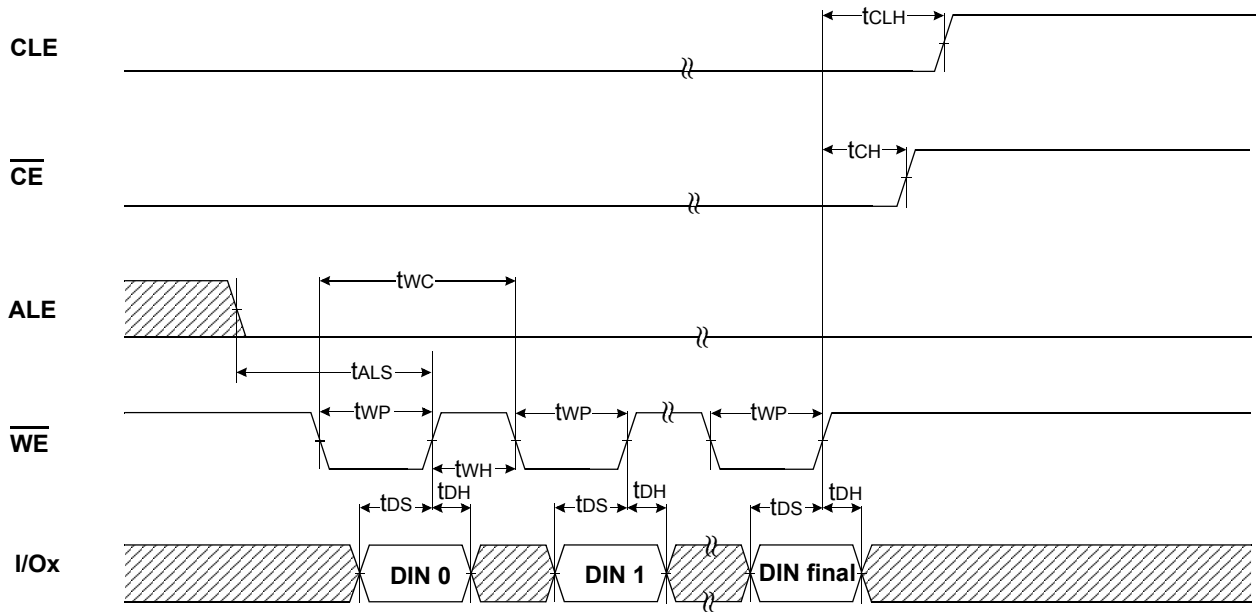 tCLH
CLE
tCH
CE
tWC
ALE
tALS
tWP tWP tWP
WE
tWH
tDS tDH tDS tDH tDS tDH
I/Ox DIN 0 DIN 1 DIN final